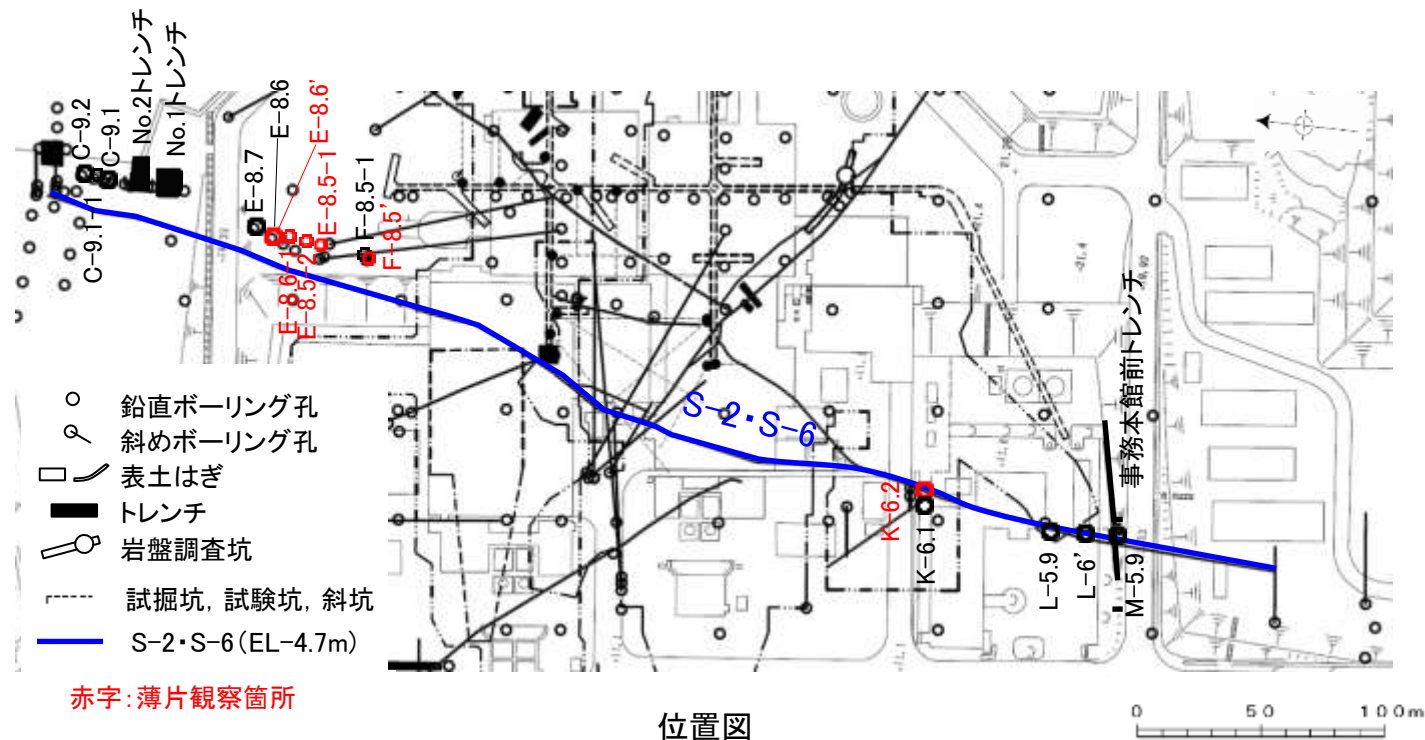 C-9.2
C-9.1
No.2トレンチ
No.1トレンチ
C-9.1-1
E-8.7
E-8.6
E-8.6'
E-8.5-1
F-8.5-1
F-8.5'
E-8.6-1
E-8.5-2
S-2・S-6
K-6.2
K-6.1
L-5.9
L-6'
M-5.9
事務本館前トレンチ
鉛直ボーリング孔
斜めボーリング孔
表土はぎ
トレンチ
岩盤調査坑
試掘坑，試験坑，斜坑
S-2・S-6(EL-4.7m)
赤字：薄片観察箇所
位置図
0 50 100m